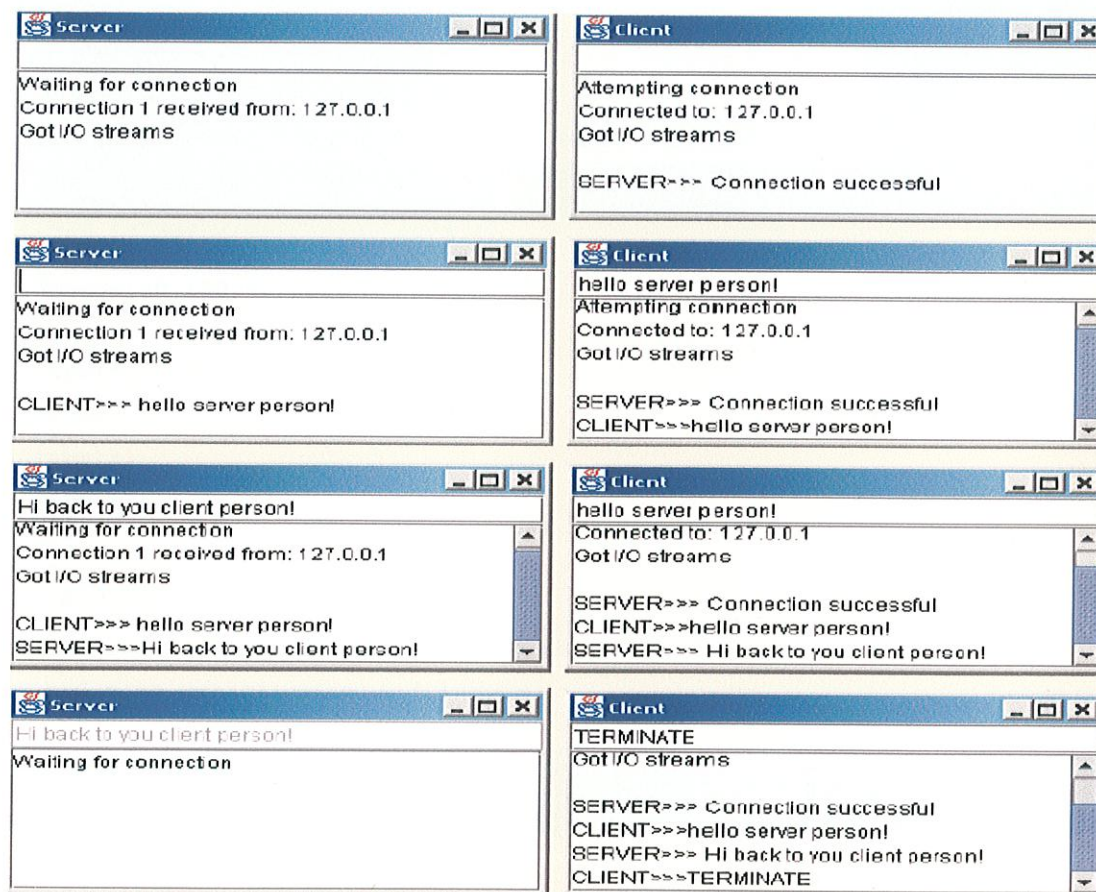 Server
Waiting for connection
Connection 1 received from: 127.0.0.1
Got I/O streams
Client
Attempting connection
Connected to: 127.0.0.1
Got I/O streams
SERVER>>> Connection successful
Server
Waiting for connection
Connection 1 received from: 127.0.0.1
Got I/O streams
CLIENT>>> hello server person!
Client
hello server person!
Attempting connection
Connected to: 127.0.0.1
Got I/O streams
SERVER>>> Connection successful
CLIENT>>>hello server person!
Server
Hi back to you client person!
Waiting for connection
Connection 1 received from: 127.0.0.1
Got I/O streams
CLIENT>>> hello server person!
SERVER>>>Hi back to you client person!
Client
hello server person!
Connected to: 127.0.0.1
Got I/O streams
SERVER>>> Connection successful
CLIENT>>>hello server person!
SERVER>>> Hi back to you client person!
Server
Hi back to you client person!
Waiting for connection
Client
TERMINATE
Got I/O streams
SERVER>>> Connection successful
CLIENT>>>hello server person!
SERVER>>> Hi back to you client person!
CLIENT>>>TERMINATE